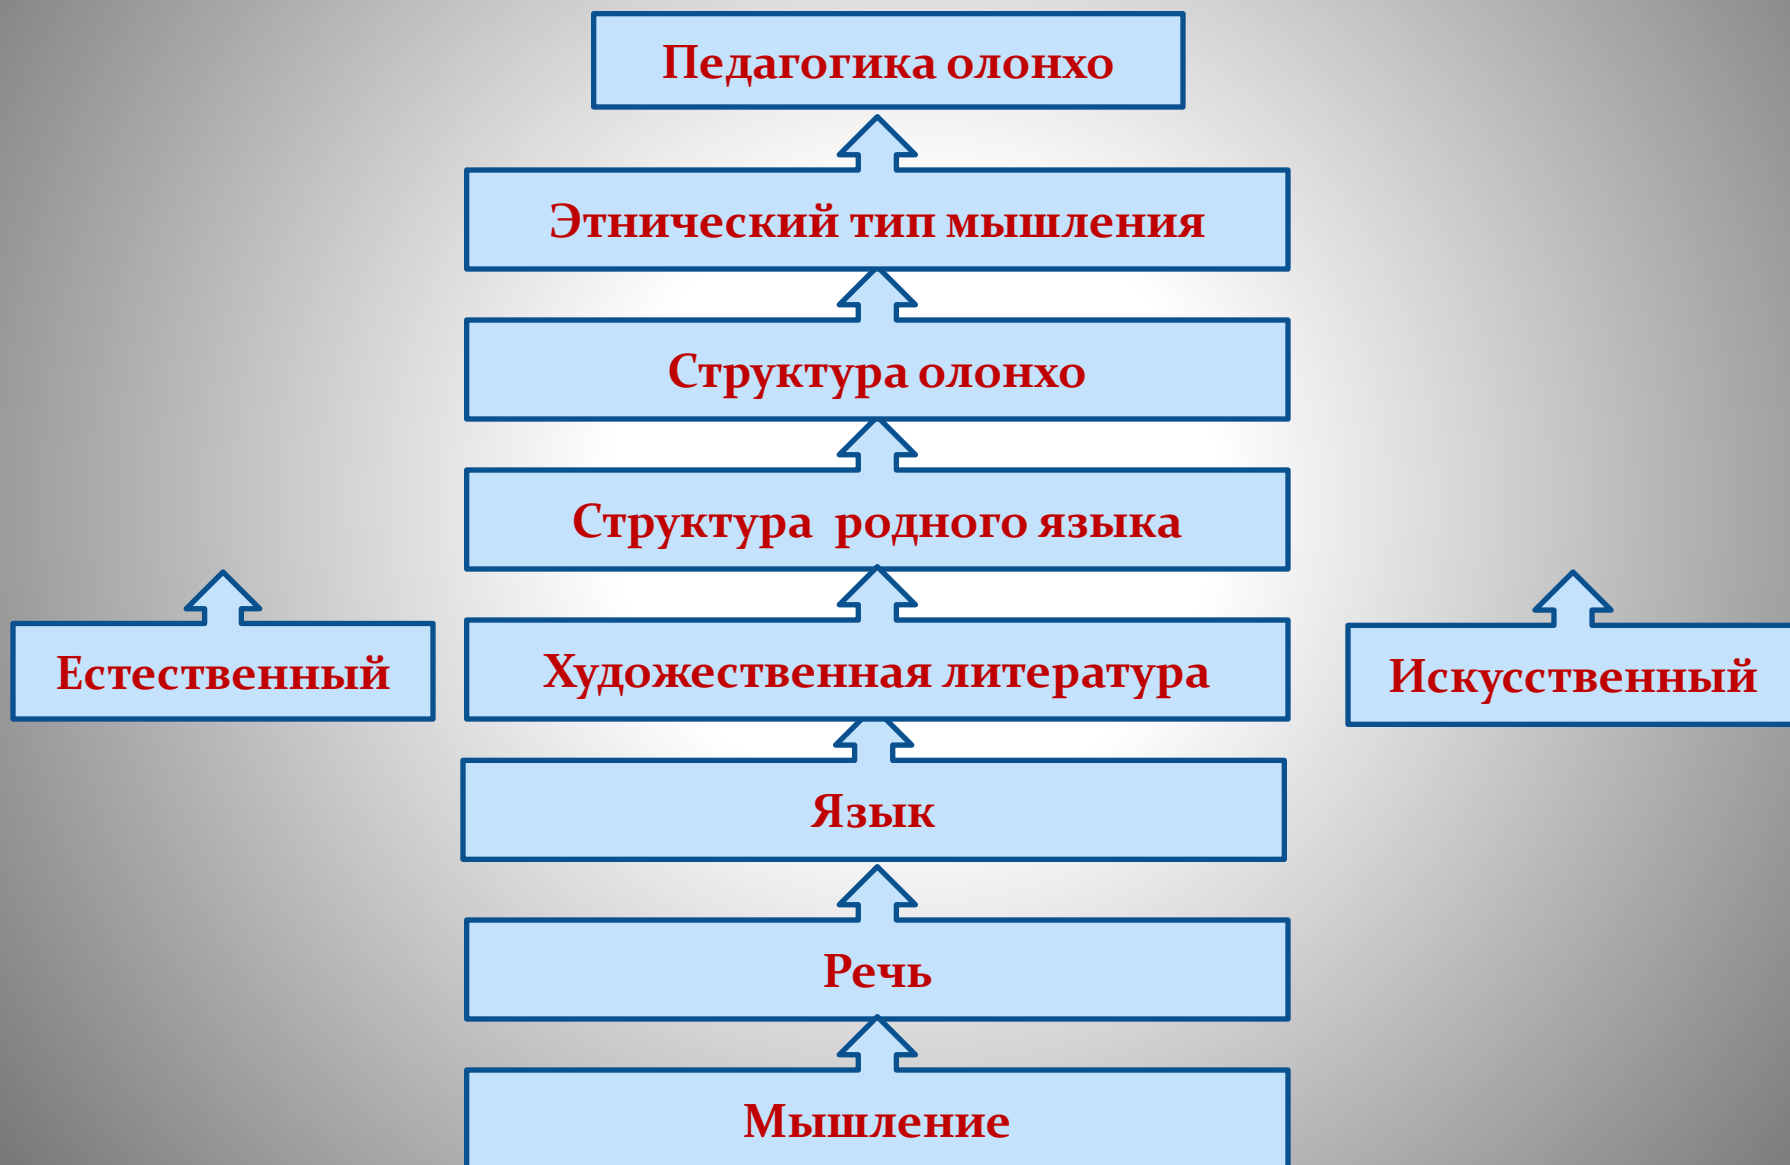 Педагогика олонхо
Этнический тип мышления
Структура олонхо
Структура  родного языка
Естественный
Художественная литература
Искусственный
Язык
Речь
Мышление